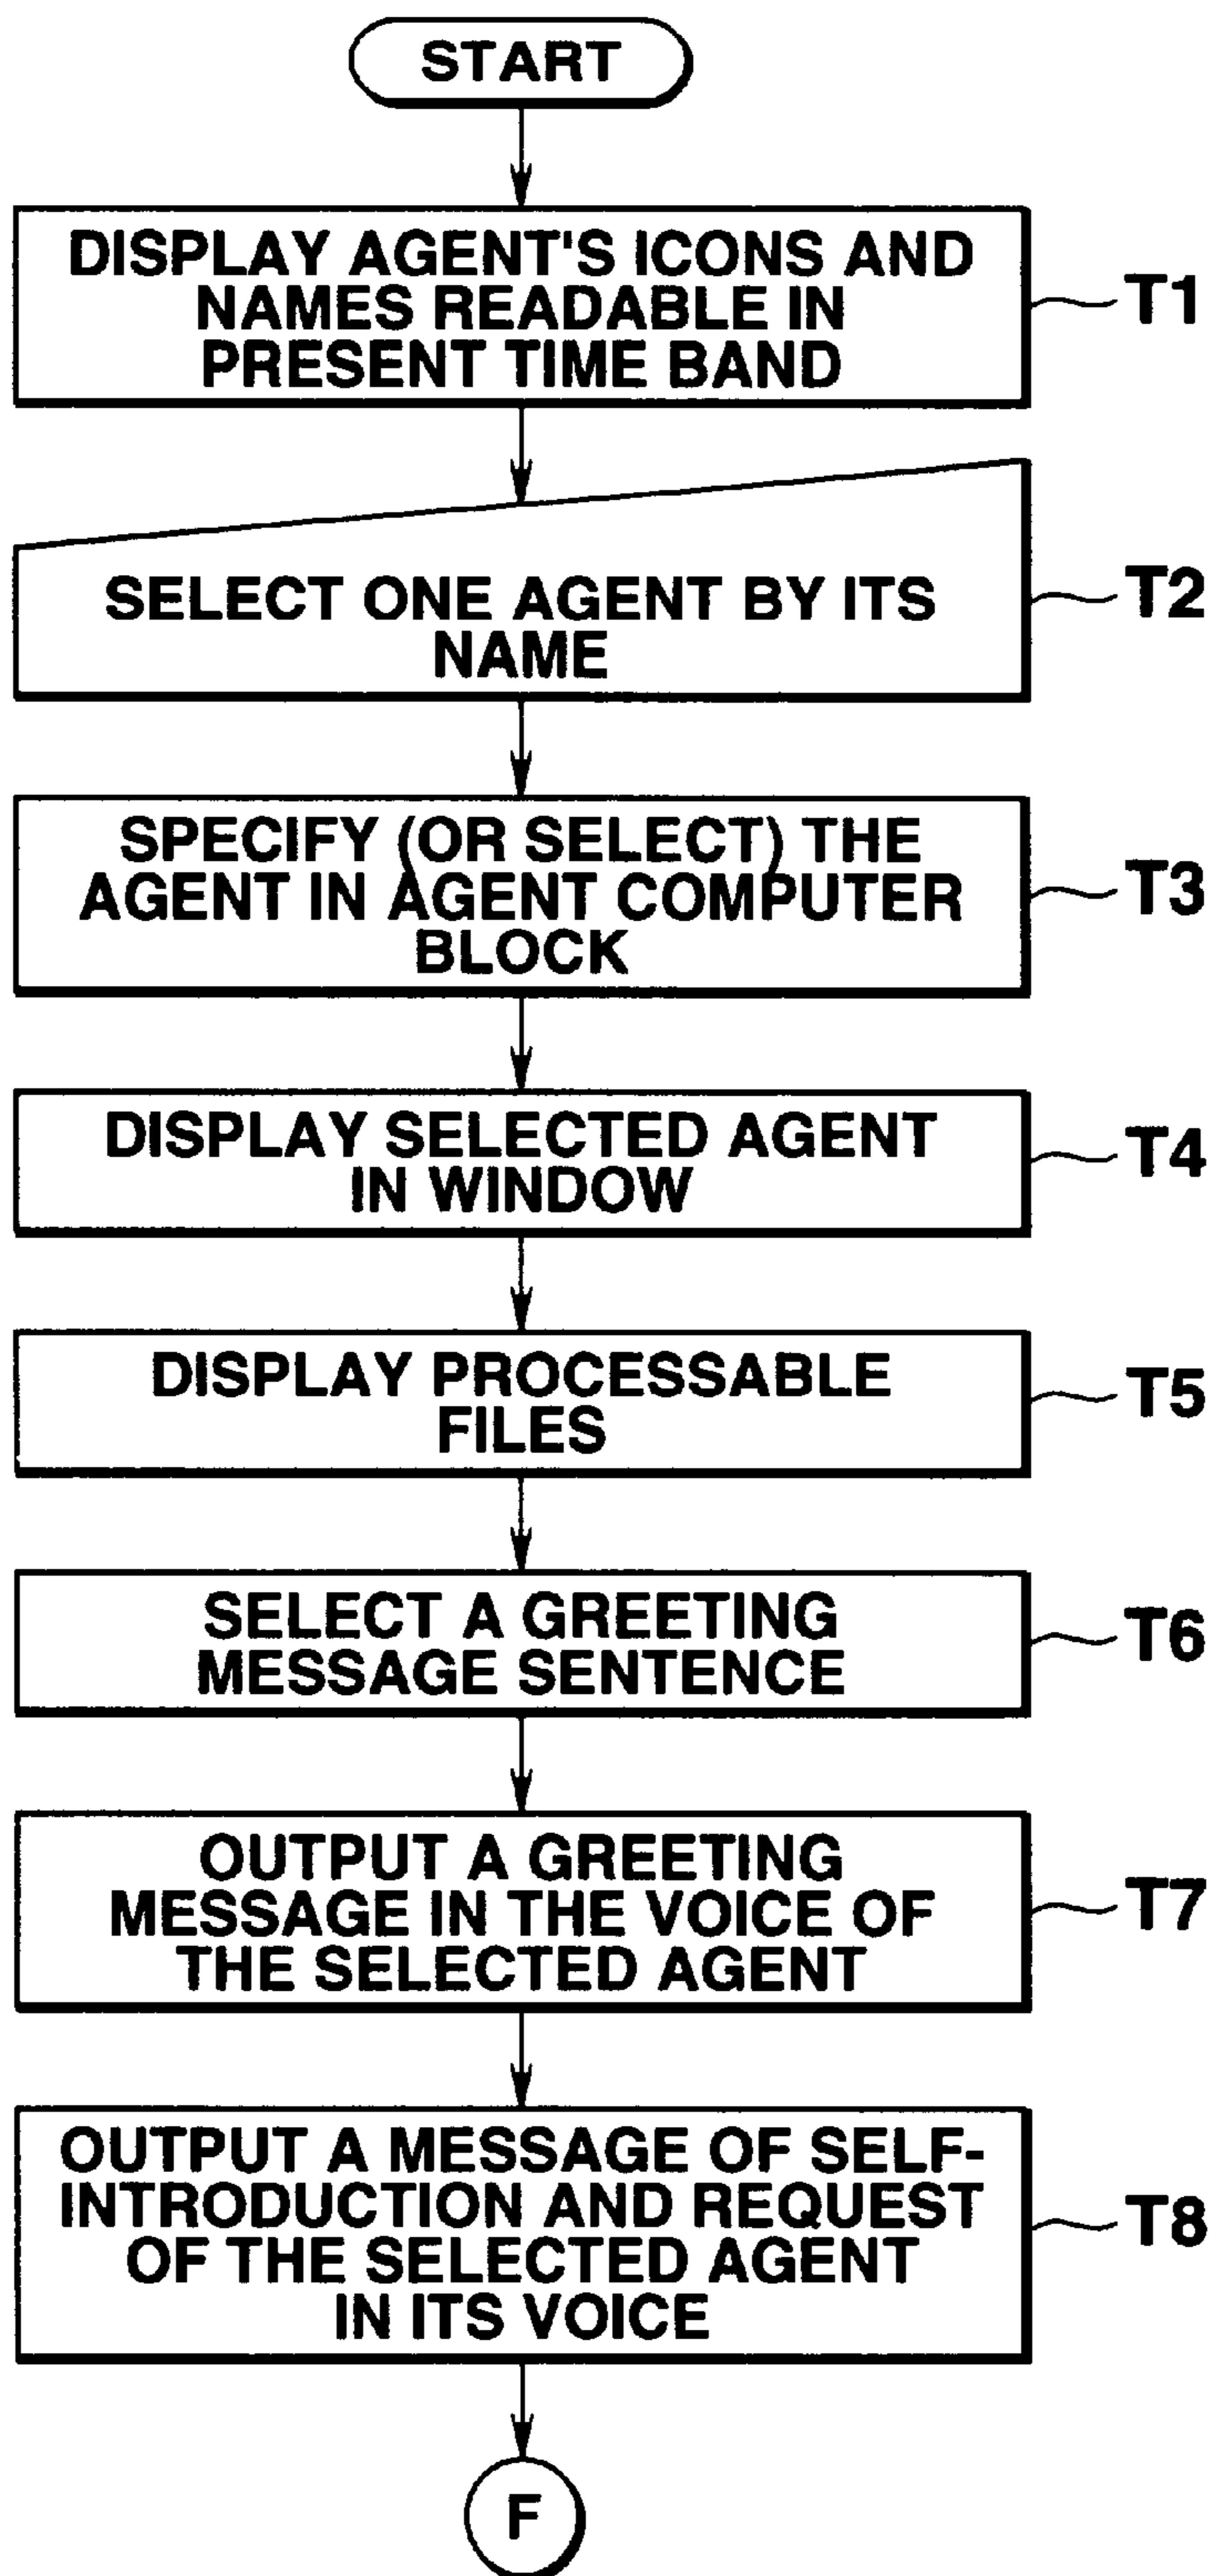 START
DISPLAY AGENT'S ICONS AND
NAMES READABLE IN
PRESENT TIME BAND
T1
SELECT ONE AGENT BY ITS
NAME
T2
SPECIFY (OR SELECT) THE
AGENT IN AGENT COMPUTER
BLOCK
T3
DISPLAY SELECTED AGENT
IN WINDOW
T4
DISPLAY PROCESSABLE
FILES
T5
SELECT A GREETING
MESSAGE SENTENCE
T6
OUTPUT A GREETING
MESSAGE IN THE VOICE OF
THE SELECTED AGENT
T7
OUTPUT A MESSAGE OF SELF-
INTRODUCTION AND REQUEST
OF THE SELECTED AGENT
IN ITS VOICE
T8
F